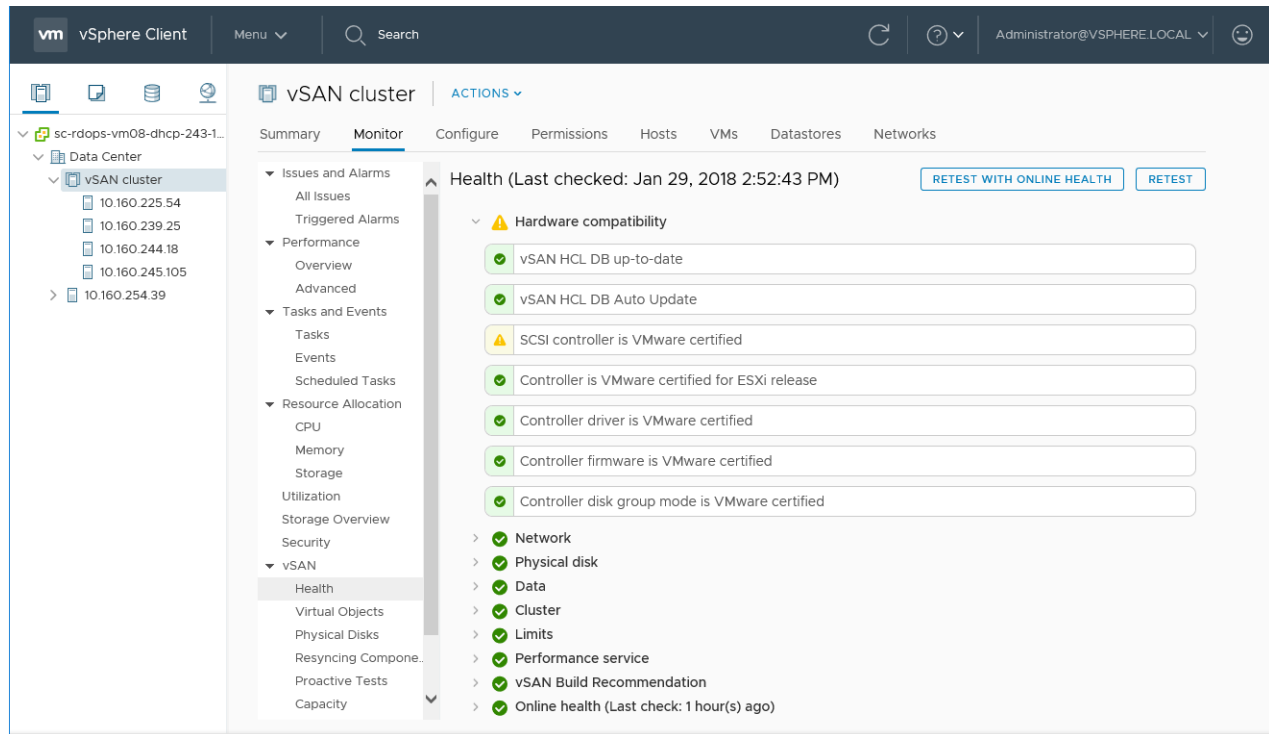 vm vSphere Client Menu Search Administrator@VSPHERE.LOCAL
sc-rdops-vm08-dhcp-243-1...
Data Center
vSAN cluster
10.160.225.54
10.160.239.25
10.160.244.18
10.160.245.105
10.160.254.39
vSAN cluster ACTIONS
Summary Monitor Configure Permissions Hosts VMs Datastores Networks
Issues and Alarms
All Issues
Triggered Alarms
Performance
Overview
Advanced
Tasks and Events
Tasks
Events
Scheduled Tasks
Resource Allocation
CPU
Memory
Storage
Utilization
Storage Overview
Security
vSAN
Health
Virtual Objects
Physical Disks
Resyncing Compone..
Proactive Tests
Capacity
Health (Last checked: Jan 29, 2018 2:52:43 PM) RETEST WITH ONLINE HEALTH RETEST
Hardware compatibility
vSAN HCL DB up-to-date
vSAN HCL DB Auto Update
SCSI controller is VMware certified
Controller is VMware certified for ESXi release
Controller driver is VMware certified
Controller firmware is VMware certified
Controller disk group mode is VMware certified
Network
Physical disk
Data
Cluster
Limits
Performance service
vSAN Build Recommendation
Online health (Last check: 1 hour(s) ago)